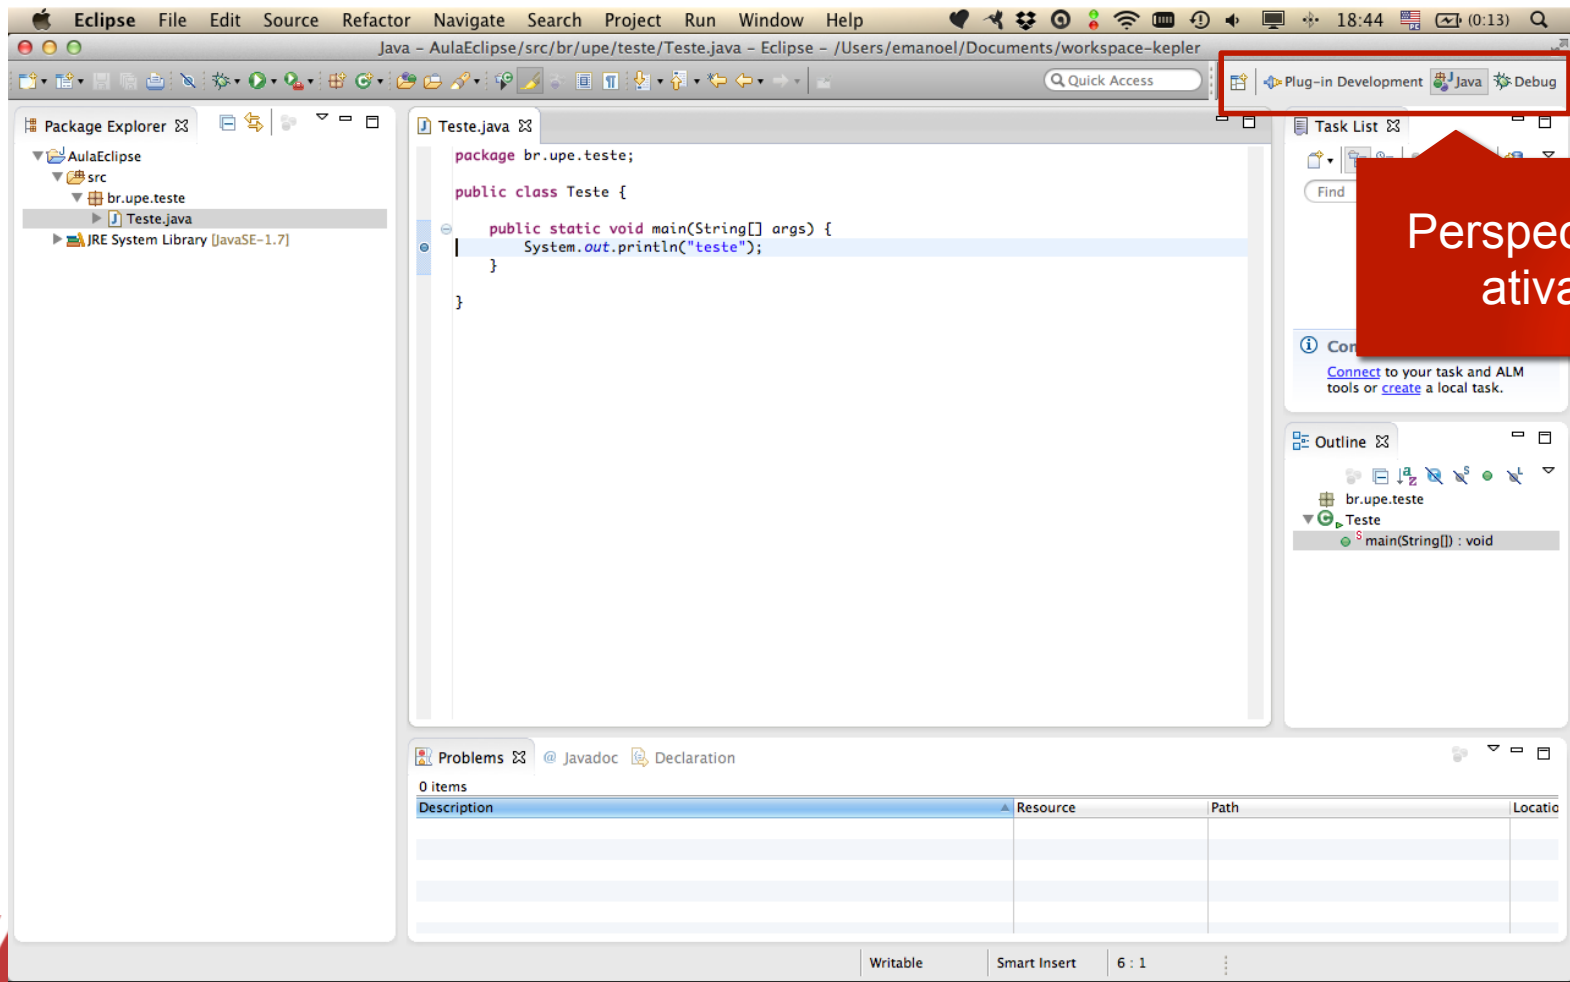 Eclipse File Edit Source Refactor Navigate Search Project Run Window Help 18:44 (0:13)
Java – AulaEclipse/src/br/upe/teste/Teste.java – Eclipse – /Users/emanoel/Documents/workspace-kepler
Quick Access Plug-in Development Java Debug
Package Explorer
AulaEclipse
src
br.upe.teste
Teste.java
JRE System Library [JavaSE-1.7]
Teste.java
package br.upe.teste;
public class Teste {
public static void main(String[] args) {
System.out.println("teste");
}
}
Task List
Find
ativa
Connect to your task and ALM
tools or create a local task.
Outline
br.upe.teste
Teste
main(String[]) : void
Problems @ Javadoc Declaration
0 items
Description Resource Path Locatio
Writable Smart Insert 6 : 1